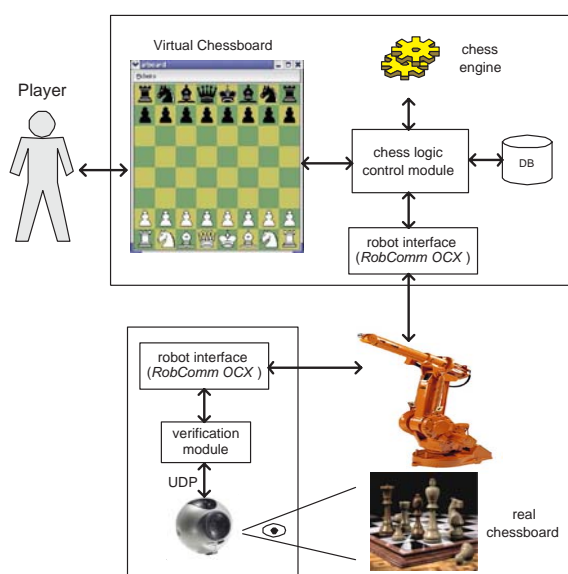 Virtual Chessboard
chess
engine
Player
chess logic
control module
DB
robot interface
(RobComm OCX )
robot interface
(RobComm OCX )
verification
module
UDP
real
chessboard